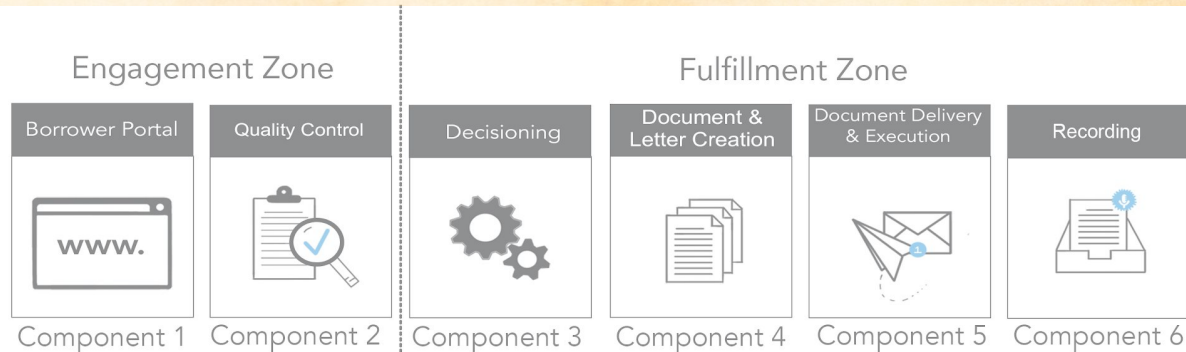 Engagement Zone
Fulfillment Zone
Borrower Portal
Quality Control
Decisioning
Document &
Letter Creation
Document Delivery
& Execution
Recording
www.
1
Component 1
Component 2
Component 3
Component 4
Component 5
Component 6